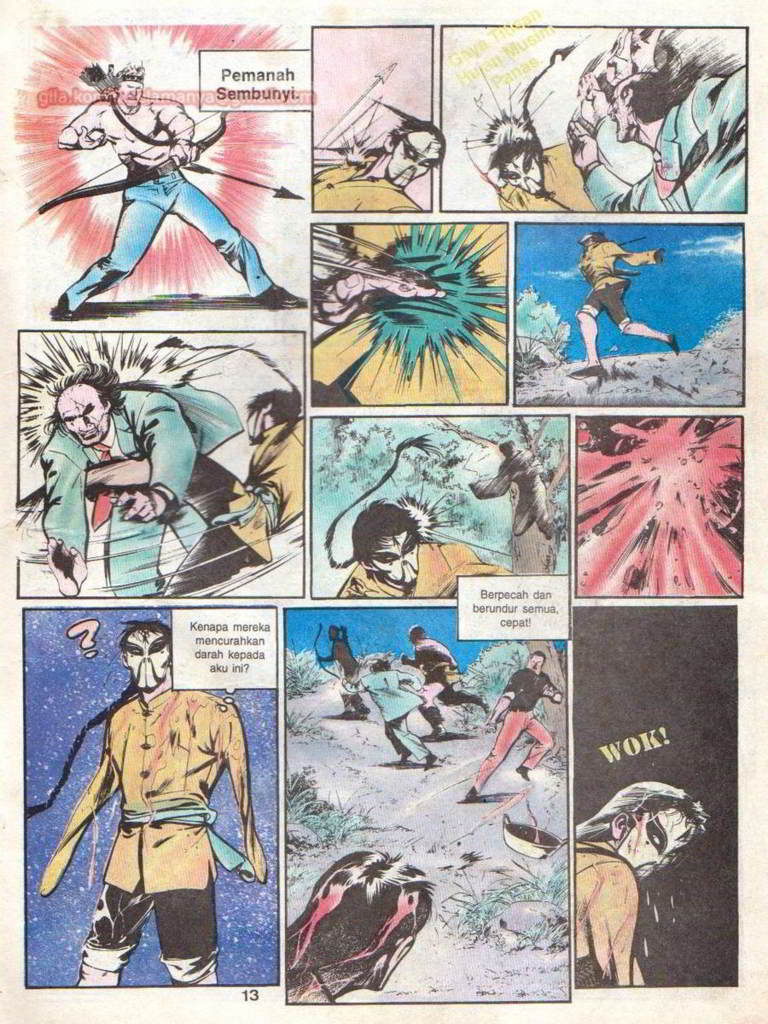 Pemanah
Sembunyi.
Gaya Titisan
Hujan Musim
Panas.
Berpecah dan
berundur semua,
cepat!
?
Kenapa mereka
mencurahkan
darah kepada
aku ini?
WOK!
13